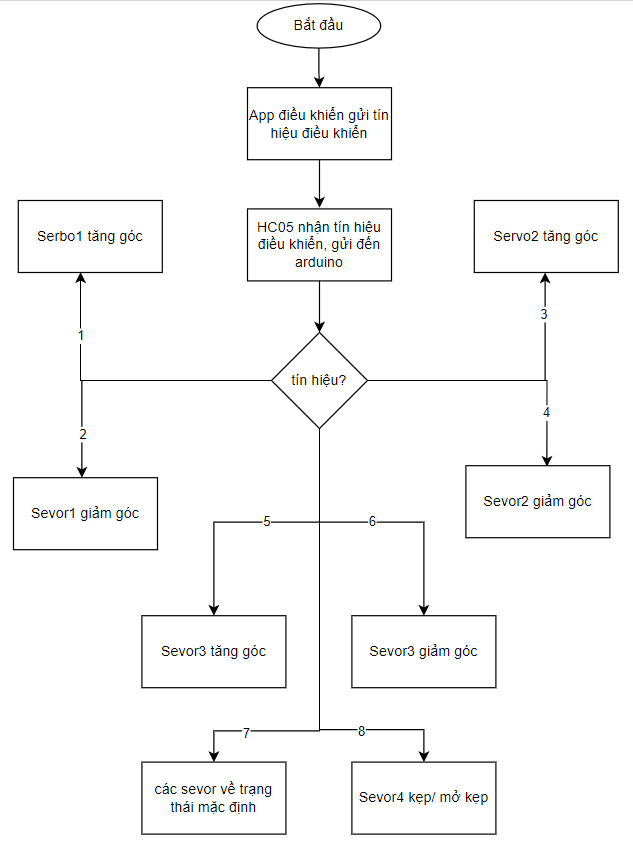 Bắt đầu
App điều khiển gửi tín
hiệu điều khiển
HC05 nhận tín hiệu
điều khiển, gửi đến
arduino
Serbo1 tăng góc
Servo2 tăng góc
1
3
tín hiệu?
2
4
Sevor1 giảm góc
Sevor2 giảm góc
5
6
Sevor3 tăng góc
Sevor3 giảm góc
7
8
các sevor về trạng
thái mặc định
Sevor4 kẹp/ mở kẹp